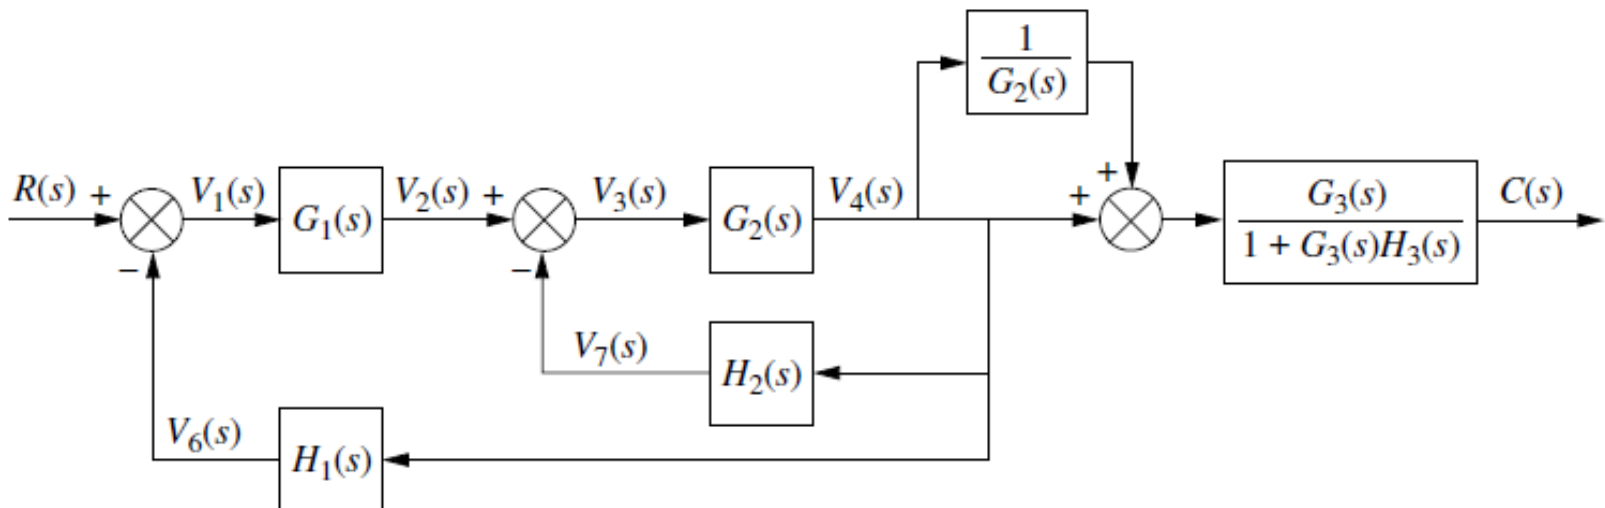 1
G₂(s)
R(s) + V₁(s) G₁(s) V₂(s) + V₃(s) G₂(s) V₄(s) + + G₃(s) C(s)
1 + G₃(s)H₃(s)
− −
V₇(s) H₂(s)
V₆(s) H₁(s)